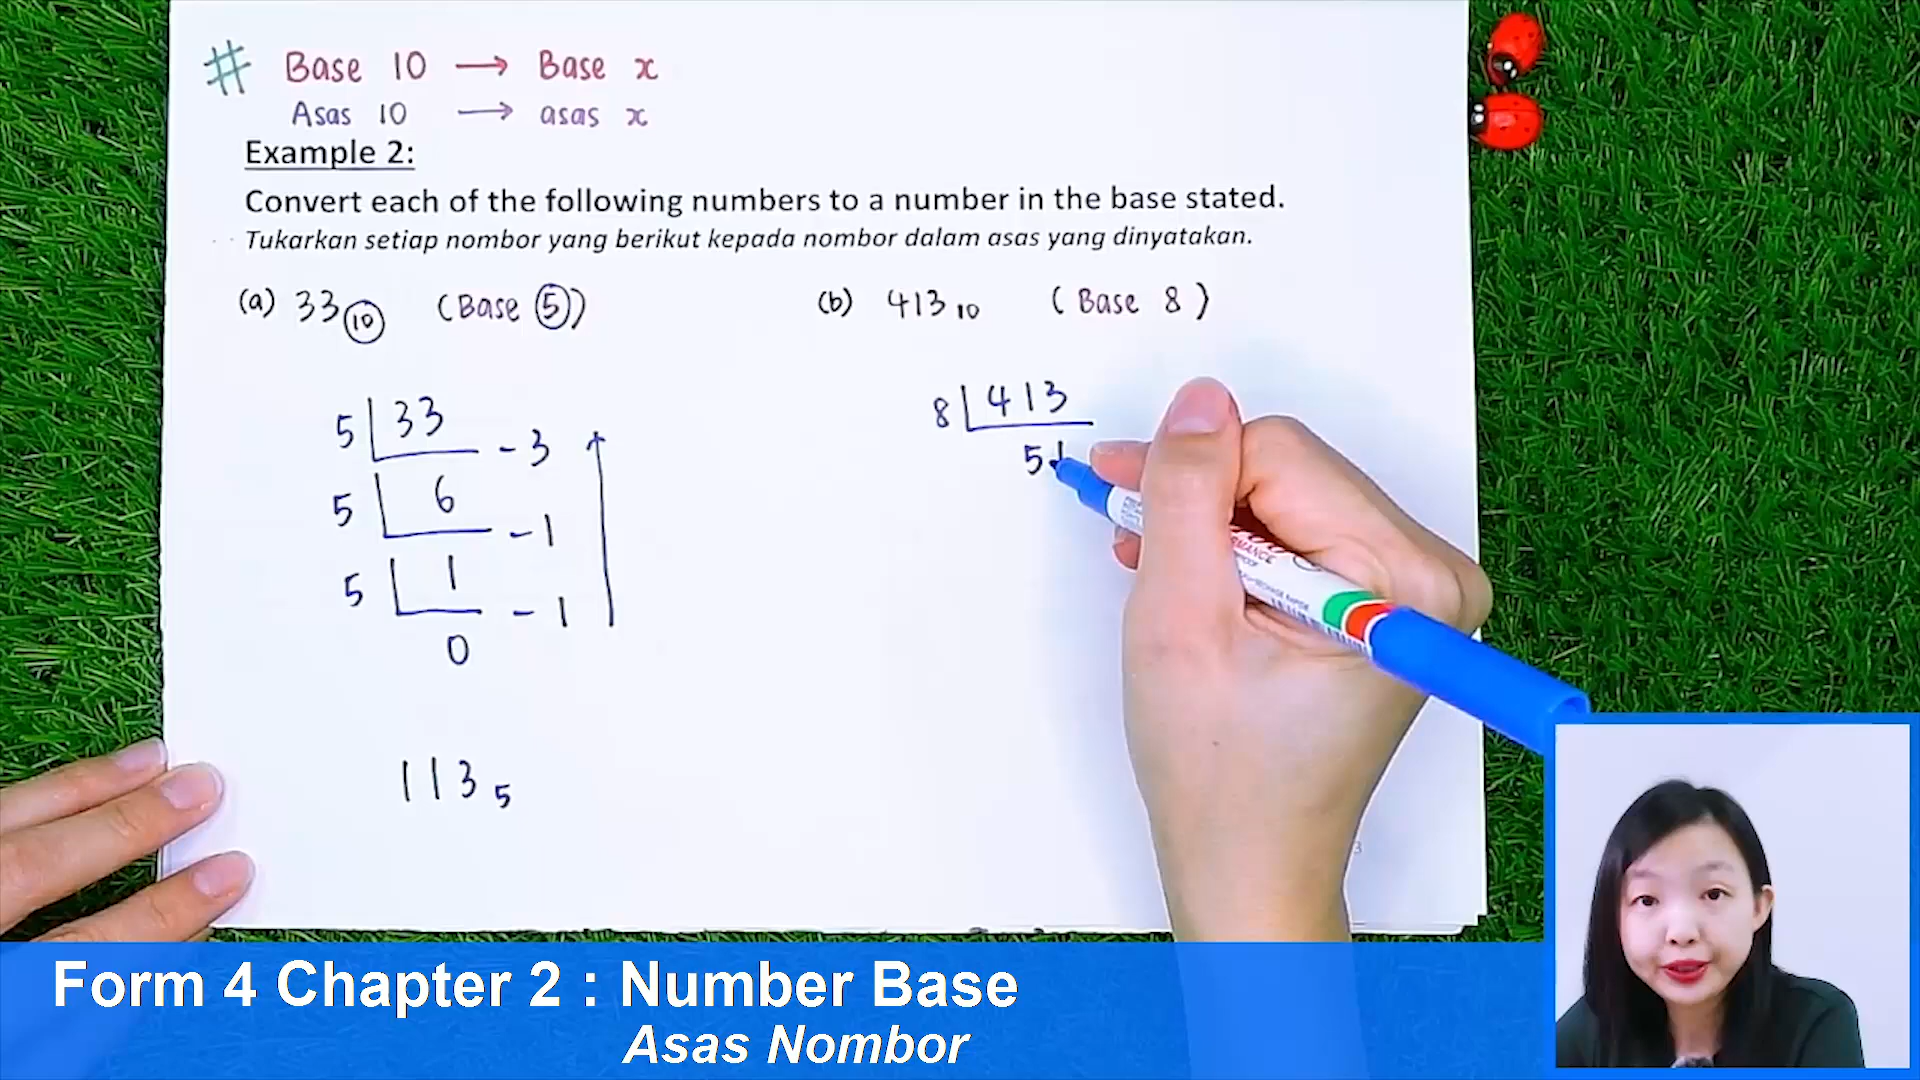 # Base 10 → Base x
Asas 10 → asas x
Example 2:
Convert each of the following numbers to a number in the base stated.
Tukarkan setiap nombor yang berikut kepada nombor dalam asas yang dinyatakan.
(a) 33₁₀ (Base 5)
5 33
5 6 - 3
5 1 - 1
0 - 1
113₅
(b) 413₁₀ (Base 8)
8 413
51
3
Form 4 Chapter 2 : Number Base
Asas Nombor